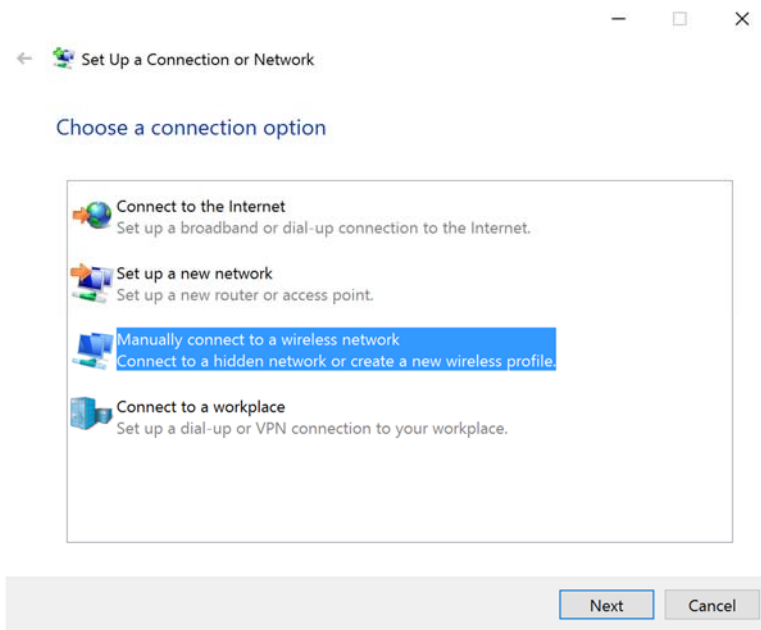 Set Up a Connection or Network
Choose a connection option
Connect to the Internet
Set up a broadband or dial-up connection to the Internet.
Set up a new network
Set up a new router or access point.
Manually connect to a wireless network
Connect to a hidden network or create a new wireless profile.
Connect to a workplace
Set up a dial-up or VPN connection to your workplace.
Next Cancel